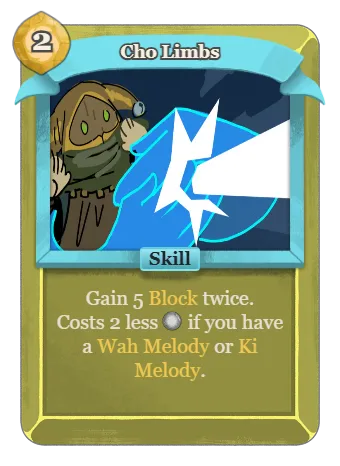 2
Cho Limbs
Skill
Gain 5 Block twice.
Costs 2 less if you have
a Wah Melody or Ki
Melody.